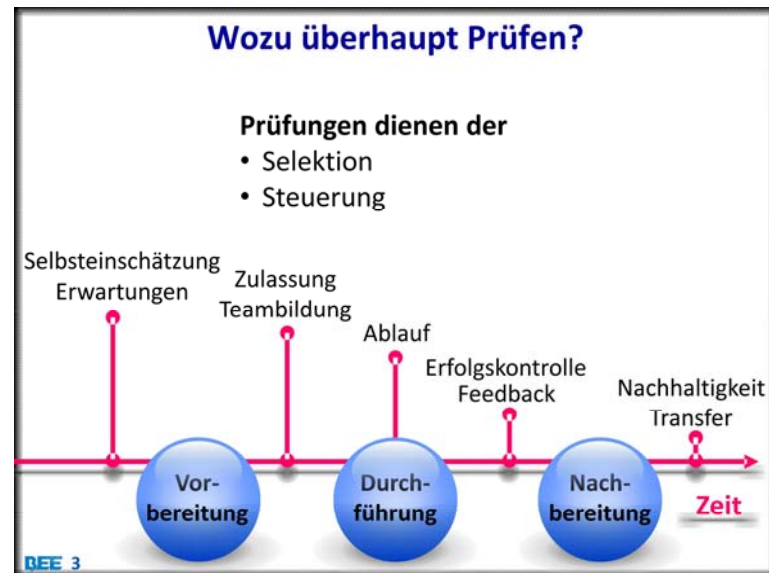 Wozu überhaupt Prüfen?
Prüfungen dienen der
• Selektion
• Steuerung
Selbsteinschätzung
Erwartungen
Zulassung
Teambildung
Ablauf
Erfolgskontrolle
Feedback
Nachhaltigkeit
Transfer
Vor-
bereitung
Durch-
führung
Nach-
bereitung
Zeit
BEE 3